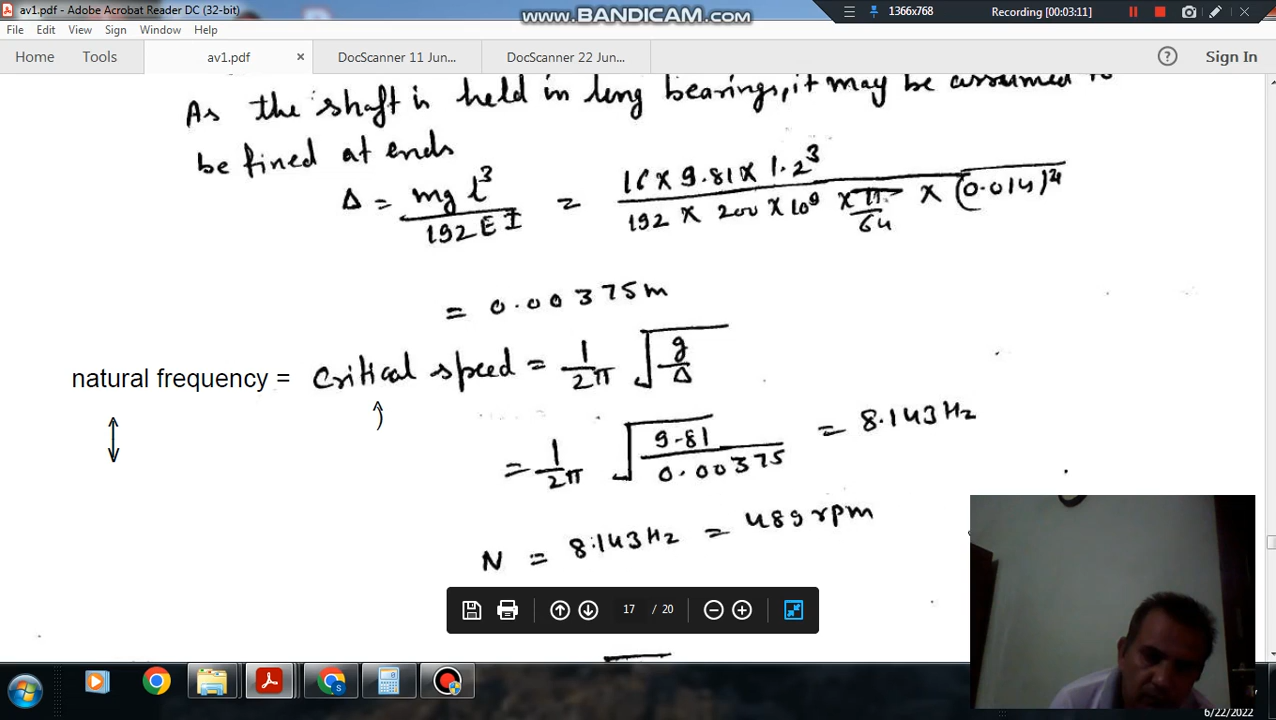 av1.pdf - Adobe Acrobat Reader DC (32-bit)
www.BANDICAM.com
1366x768
Recording [00:03:11]
File Edit View Sign Window Help
Home Tools av1.pdf × DocScanner 11 Jun... DocScanner 22 Jun... ? Sign In
As the shaft is held in long bearings, it may be assumed to
be fined at ends
Δ = mg l³ / 192 E I = 16 × 9.81 × 1.2³ / 192 × 200 × 10⁹ × π/64 × (0.014)⁴
= 0.00375m
natural frequency = critical speed = 1/2π √g/Δ
= 1/2π √9.81/0.00375 = 8.143 Hz
N = 8.143 Hz = 489 rpm
17 / 20
6/22/2022